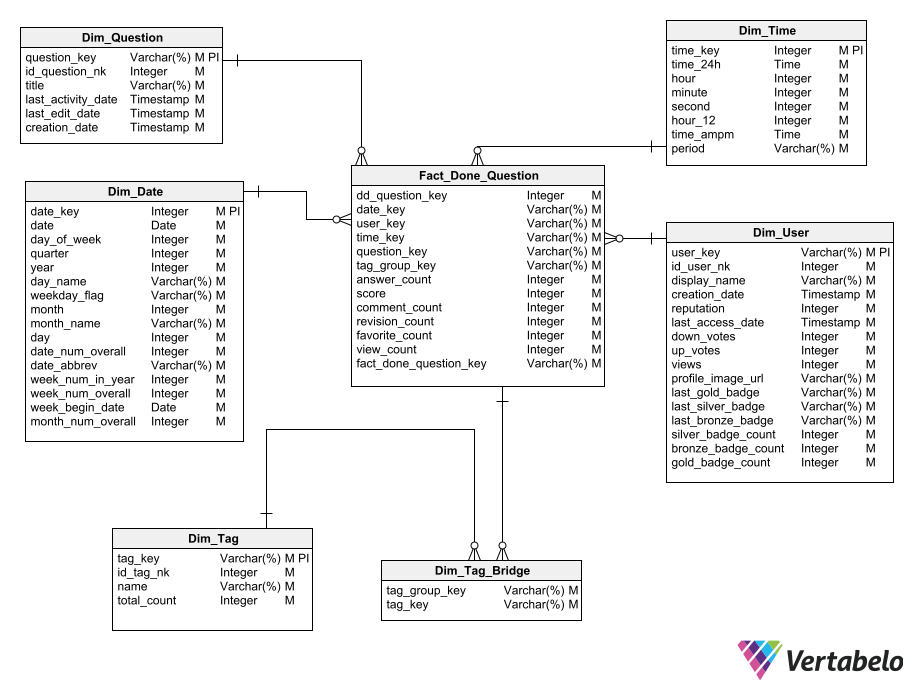 Dim_Question
question_key Varchar(%) M PI
id_question_nk Integer M
title Varchar(%) M
last_activity_date Timestamp M
last_edit_date Timestamp M
creation_date Timestamp M
Dim_Time
time_key Integer M PI
time_24h Time M
hour Integer M
minute Integer M
second Integer M
hour_12 Integer M
time_ampm Time M
period Varchar(%) M
Dim_Date
date_key Integer M PI
date Date M
day_of_week Integer M
quarter Integer M
year Integer M
day_name Varchar(%) M
weekday_flag Varchar(%) M
month Integer M
month_name Varchar(%) M
day Integer M
date_num_overall Integer M
date_abbrev Varchar(%) M
week_num_in_year Integer M
week_num_overall Integer M
week_begin_date Date M
month_num_overall Integer M
Fact_Done_Question
dd_question_key Integer M
date_key Varchar(%) M
user_key Varchar(%) M
time_key Varchar(%) M
question_key Varchar(%) M
tag_group_key Varchar(%) M
answer_count Integer M
score Integer M
comment_count Integer M
revision_count Integer M
favorite_count Integer M
view_count Integer M
fact_done_question_key Varchar(%) M
Dim_User
user_key Varchar(%) M PI
id_user_nk Integer M
display_name Varchar(%) M
creation_date Timestamp M
reputation Integer M
last_access_date Timestamp M
down_votes Integer M
up_votes Integer M
views Integer M
profile_image_url Varchar(%) M
last_gold_badge Varchar(%) M
last_silver_badge Varchar(%) M
last_bronze_badge Varchar(%) M
silver_badge_count Integer M
bronze_badge_count Integer M
gold_badge_count Integer M
Dim_Tag
tag_key Varchar(%) M PI
id_tag_nk Integer M
name Varchar(%) M
total_count Integer M
Dim_Tag_Bridge
tag_group_key Varchar(%) M
tag_key Varchar(%) M
Vertabelo